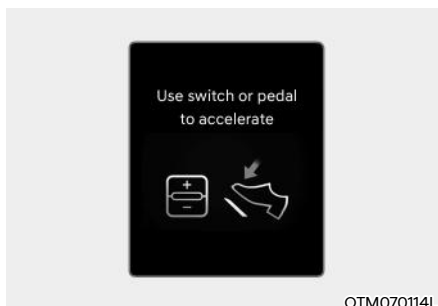 Use switch or pedal
to accelerate
+
-
OTM070114L